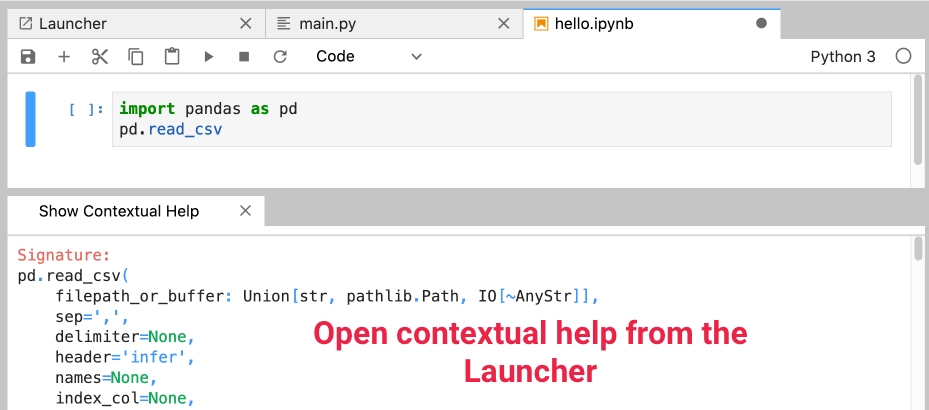 Launcher
main.py
hello.ipynb
Code
Python 3
[ ]: import pandas as pd
pd.read_csv
Show Contextual Help
Signature:
pd.read_csv(
    filepath_or_buffer: Union[str, pathlib.Path, IO[~AnyStr]],
    sep=',',
    delimiter=None,
    header='infer',
    names=None,
    index_col=None,
Open contextual help from the
Launcher